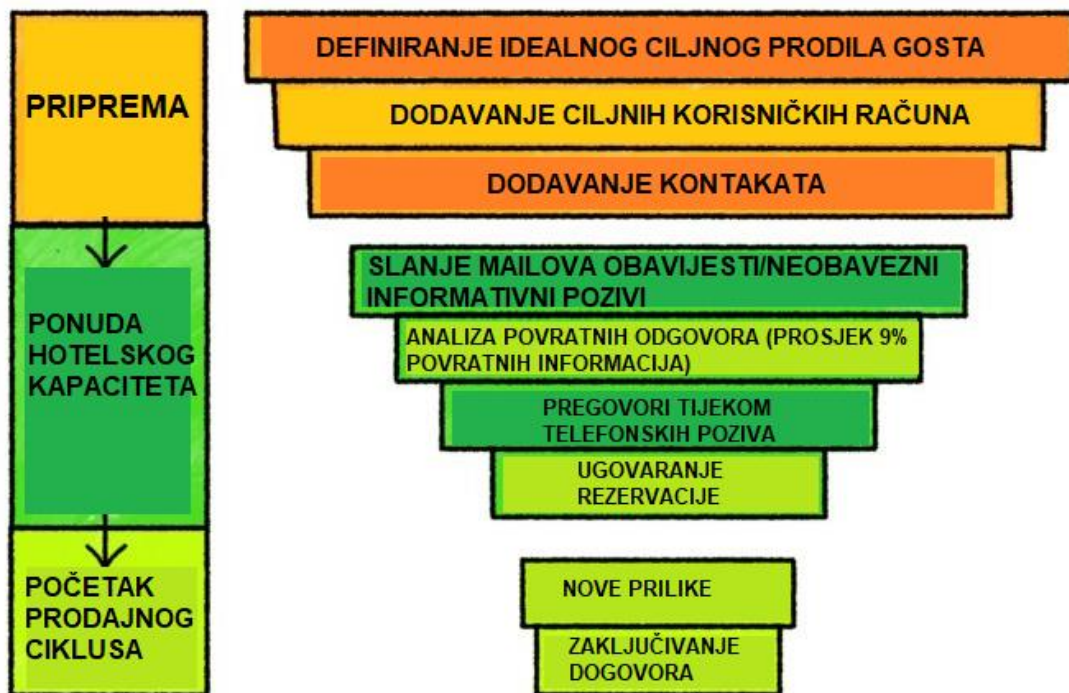 PRIPREMA
DEFINIRANJE IDEALNOG CILJNOG PRODILA GOSTA
DODAVANJE CILJNIH KORISNIČKIH RAČUNA
DODAVANJE KONTAKATA
PONUDA
HOTELSKOG
KAPACITETA
SLANJE MAILOVA OBAVIJESTI/NEOBAVEZNI
INFORMATIVNI POZIVI
ANALIZA POVRATNIH ODGOVORA (PROSJEK 9%
POVRATNIH INFORMACIJA)
PREGOVORI TIJEKOM
TELEFONSKIH POZIVA
UGOVARANJE
REZERVACIJE
POČETAK
PRODAJNOG
CIKLUSA
NOVE PRILIKE
ZAKLJUČIVANJE
DOGOVORA